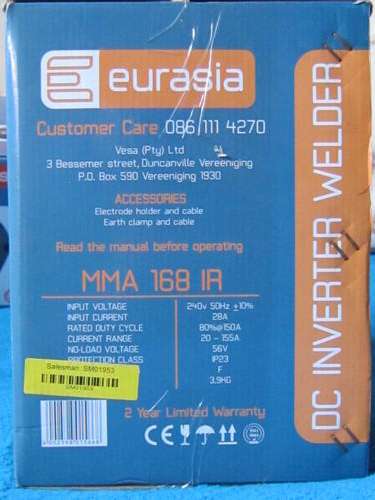 eurasia
Customer Care 086 111 4270
Vesa (Pty) Ltd
3 Bessemer street, Duncanville Vereeniging
P.O. Box 590 Vereeniging 1930
ACCESSORIES
Electrode holder and cable
Earth clamp and cable
Read the manual before operating
MMA 168 IR
INPUT VOLTAGE 240v 50Hz ±10%
INPUT CURRENT 28A
RATED DUTY CYCLE 80%@150A
CURRENT RANGE 20 - 155A
NO-LOAD VOLTAGE 56V
PROTECTION CLASS IP23
F
3.9KG
Salesman: SM01953
2 Year Limited Warranty
CE
DC INVERTER WELDER